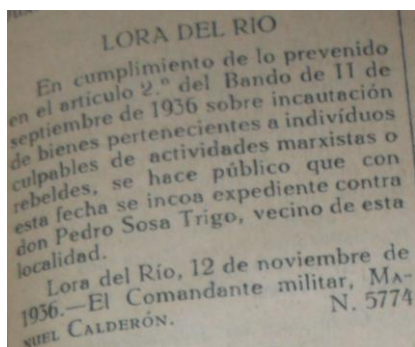 LORA DEL RIO
En cumplimiento de lo prevenido
en el artículo 2.º del Bando de 11 de
septiembre de 1936 sobre incautación
de bienes pertenecientes a indivíduos
culpables de actividades marxistas o
rebeldes, se hace público que con
esta fecha se incoa expediente contra
don Pedro Sosa Trigo, vecino de esta
localidad.
Lora del Río, 12 de noviembre de
1936.—El Comandante militar, MA-
NUEL CALDERÓN. N. 5774